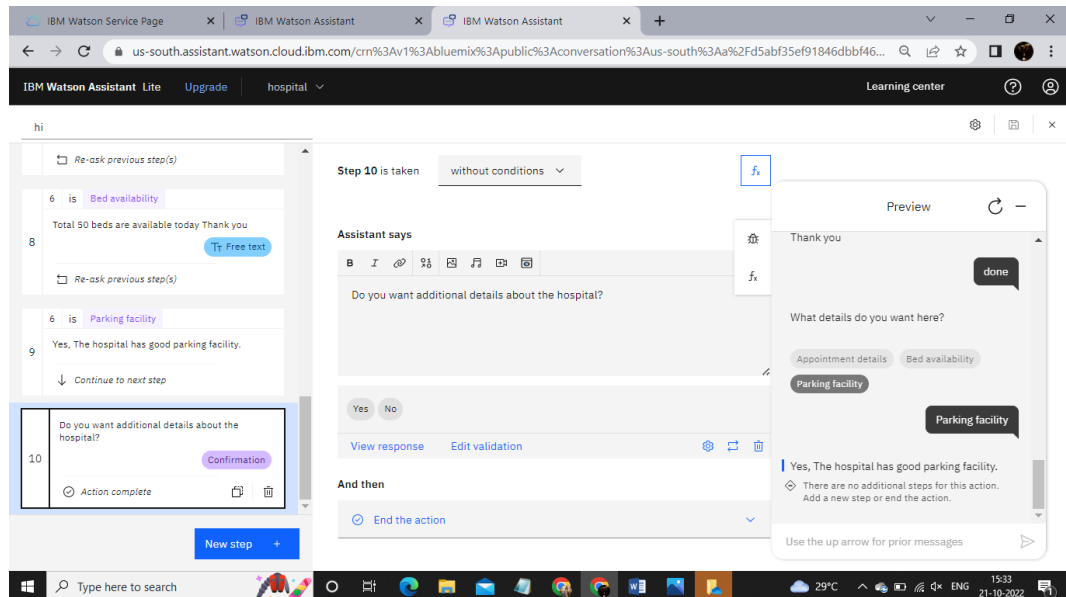 IBM Watson Service Page
IBM Watson Assistant
IBM Watson Assistant
us-south.assistant.watson.cloud.ibm.com/crn%3Av1%3Abluemix%3Apublic%3Aconversation%3Aus-south%3Aa%2Fd5abf35ef91846dbbf46...
IBM Watson Assistant Lite
Upgrade
hospital
Learning center
hi
Re-ask previous step(s)
6 is Bed availability
Total 50 beds are available today Thank you
8
Free text
Re-ask previous step(s)
6 is Parking facility
9
Yes, The hospital has good parking facility.
Continue to next step
Do you want additional details about the
hospital?
10
Confirmation
Action complete
New step +
Step 10 is taken
without conditions
fx
Assistant says
B I
fx
Do you want additional details about the hospital?
Yes No
View response
Edit validation
And then
End the action
Preview
Thank you
done
What details do you want here?
Appointment details
Bed availability
Parking facility
Parking facility
Yes, The hospital has good parking facility.
There are no additional steps for this action.
Add a new step or end the action.
Use the up arrow for prior messages
Type here to search
29°C
ENG
15:33
21-10-2022